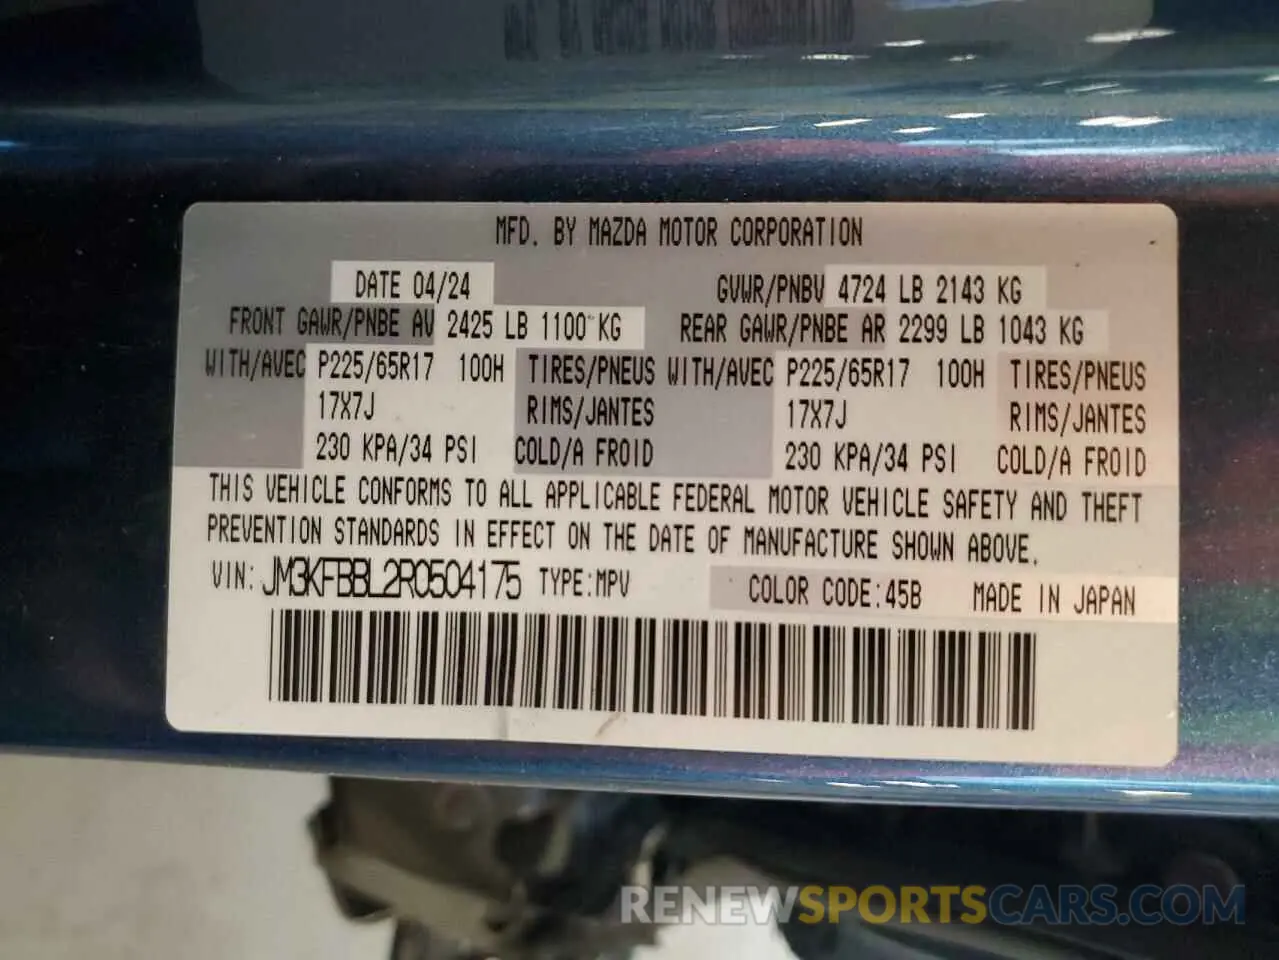 MFD. BY MAZDA MOTOR CORPORATION
DATE 04/24 GVWR/PNBV 4724 LB 2143 KG
FRONT GAWR/PNBE AV 2425 LB 1100 KG REAR GAWR/PNBE AR 2299 LB 1043 KG
WITH/AVEC P225/65R17 100H TIRES/PNEUS WITH/AVEC P225/65R17 100H TIRES/PNEUS
17X7J RIMS/JANTES 17X7J RIMS/JANTES
230 KPA/34 PSI COLD/A FROID 230 KPA/34 PSI COLD/A FROID
THIS VEHICLE CONFORMS TO ALL APPLICABLE FEDERAL MOTOR VEHICLE SAFETY AND THEFT
PREVENTION STANDARDS IN EFFECT ON THE DATE OF MANUFACTURE SHOWN ABOVE.
VIN: JM3KFBBL2R0504175 TYPE:MPV COLOR CODE:45B MADE IN JAPAN
RENEWSPORTSCARS.COM